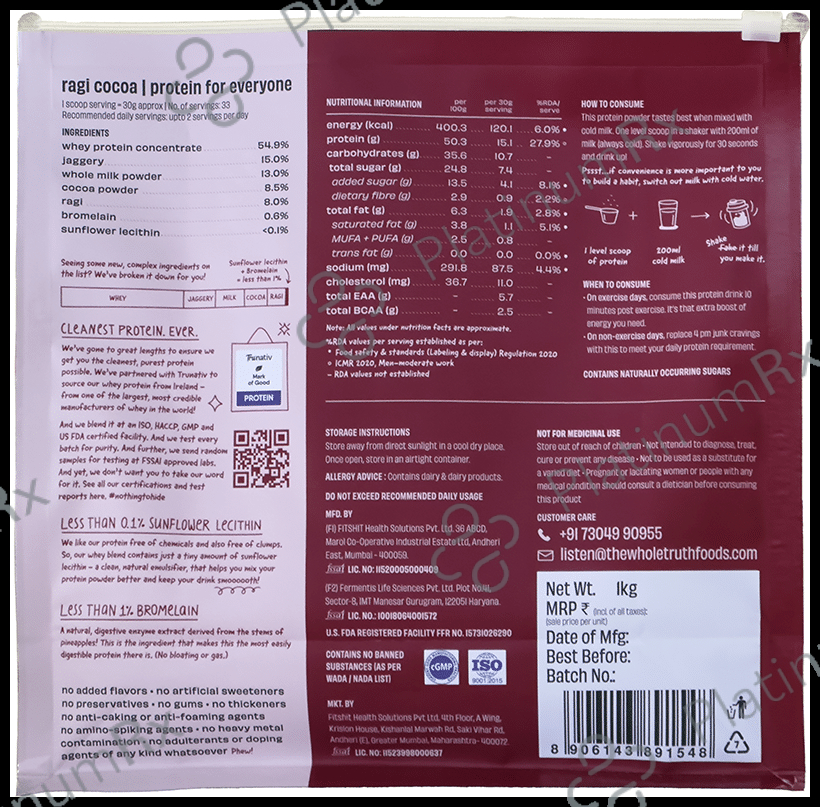 ragi cocoa | protein for everyone
1 scoop serving = 30g approx | No. of servings: 33
Recommended daily servings: upto 2 servings per day
INGREDIENTS
whey protein concentrate 54.9%
jaggery 15.0%
whole milk powder 13.0%
cocoa powder 8.5%
ragi 8.0%
bromelain 0.6%
sunflower lecithin <0.1%
Seeing some new, complex ingredients on
the list? We've broken it down for you!
Sunflower lecithin
+ Bromelain
= less than 1%
WHEY JAGGERY MILK COCOA RAGI
CLEANEST PROTEIN. EVER.
We've gone to great lengths to ensure we
get you the cleanest, purest protein
possible. We've partnered with Trunativ to
source our whey protein from Ireland –
from one of the largest, most credible
manufacturers of whey in the world!
Trunativ
Mark
of Good
PROTEIN
And we blend it at an ISO, HACCP, GMP and
US FDA certified facility. And we test every
batch for purity. And further, we send random
samples for testing at FSSAI approved labs.
And yet, we don't want you to take our word
for it. See all our certifications and test
reports here. #nothingtohide
LESS THAN 0.1% SUNFLOWER LECITHIN
We like our protein free of chemicals and also free of clumps.
So, our whey blend contains just a tiny amount of sunflower
lecithin – a clean, natural emulsifier, that helps you mix your
protein powder better and keep your drink smooooooth!
LESS THAN 1% BROMELAIN
A natural, digestive enzyme extract derived from the stems of
pineapples! This is the ingredient that makes this the most easily
digestible protein there is. (No bloating or gas.)
no added flavors • no artificial sweeteners
no preservatives • no gums • no thickeners
no anti-caking or anti-foaming agents
no amino-spiking agents • no heavy metal
contamination • no adulterants or doping
agents of any kind whatsoever Phew!
NUTRITIONAL INFORMATION per 100g per 30g serving %RDA/ serve
energy (kcal) 400.3 120.1 6.0% •
protein (g) 50.3 15.1 27.9% °
carbohydrates (g) 35.6 10.7 –
total sugar (g) 24.8 7.4 –
added sugar (g) 13.5 4.1 8.1% •
dietary fibre (g) 2.9 0.9 2.2% °
total fat (g) 6.3 1.9 2.8% •
saturated fat (g) 3.8 1.1 5.1% •
MUFA + PUFA (g) 2.5 0.8 –
trans fat (g) 0.0 0.0% •
sodium (mg) 291.8 87.5 4.4% •
cholesterol (mg) 36.7 11.0 –
total EAA (g) – 5.7 –
total BCAA (g) – 2.5 –
Note: All values under nutrition facts are approximate.
%RDA values per serving established as per:
• Food safety & standards (Labeling & display) Regulation 2020
° ICMR 2020, Men-moderate work
– RDA values not established
HOW TO CONSUME
This protein powder tastes best when mixed with
cold milk. One level scoop in a shaker with 200ml of
milk (always cold). Shake vigorously for 30 seconds
and drink up!
Pssst...if convenience is more important to you
to build a habit, switch out milk with cold water.
+
1 level scoop
of protein
200ml
cold milk
Shake
Fake it till
you make it.
WHEN TO CONSUME
• On exercise days, consume this protein drink 10
minutes post exercise. It's that extra boost of
energy you need.
• On non-exercise days, replace 4 pm junk cravings
with this to meet your daily protein requirement.
CONTAINS NATURALLY OCCURRING SUGARS
STORAGE INSTRUCTIONS
Store away from direct sunlight in a cool dry place.
Once open, store in an airtight container.
ALLERGY ADVICE : Contains dairy & dairy products.
DO NOT EXCEED RECOMMENDED DAILY USAGE
MFD. BY
(F1) FITSHIT Health Solutions Pvt. Ltd. 36 ABCD,
Marol Co-Operative Industrial Estate Ltd, Andheri
East, Mumbai - 400059.
fssai LIC. NO: 11520005000409
(F2) Fermentis Life Sciences Pvt. Ltd. Plot No.
Sector-8, IMT Manesar Gurugram, 122051 Haryana.
fssai LIC. NO: 10018064001572
U.S. FDA REGISTERED FACILITY FFR NO. 15731026290
CONTAINS NO BANNED
SUBSTANCES (AS PER
WADA / NADA LIST)
cGMP
ISO
9001:2015
MKT. BY
Fitshit Health Solutions Pvt. Ltd, 4th Floor, A Wing,
Krislon House, Kishanlal Marwah Rd, Saki Vihar Rd,
Andheri (E), Greater Mumbai, Maharashtra-400072.
fssai LIC. NO: 11523998000637
NOT FOR MEDICINAL USE
Store out of reach of children • Not intended to diagnose, treat,
cure or prevent any disease • Not to be used as a substitute for
a varied diet • Pregnant or lactating women or people with any
medical condition should consult a dietician before consuming
this product
CUSTOMER CARE
+91 73049 90955
listen@thewholetruthfoods.com
Net Wt. 1kg
MRP ₹ (Incl. of all taxes):
(sale price per unit)
Date of Mfg:
Best Before:
Batch No.:
8 906143 891548
7
PlatinumRx